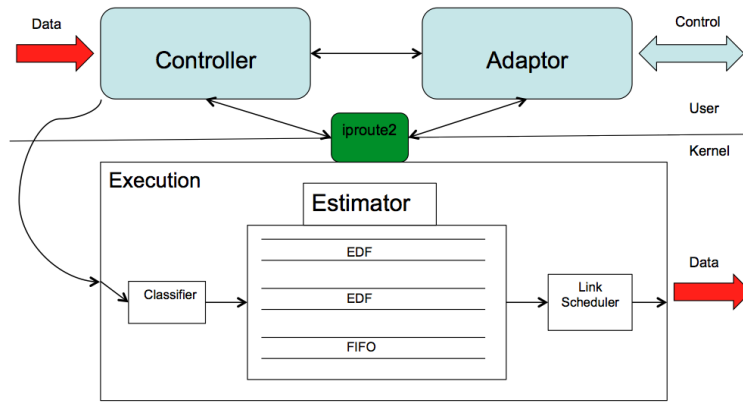 Data
Controller
Adaptor
Control
User
iproute2
Kernel
Execution
Estimator
EDF
Classifier
EDF
Link
Scheduler
Data
FIFO